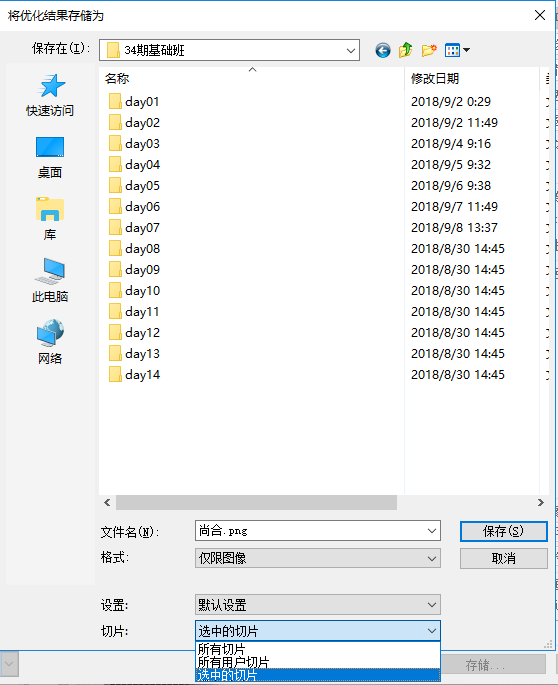 将优化结果存储为
保存在(I):
34期基础班
快速访问
桌面
库
此电脑
网络
名称
修改日期
day01
2018/9/2 0:29
day02
2018/9/2 11:49
day03
2018/9/4 9:16
day04
2018/9/5 9:32
day05
2018/9/6 9:38
day06
2018/9/7 11:49
day07
2018/9/8 13:37
day08
2018/8/30 14:45
day09
2018/8/30 14:45
day10
2018/8/30 14:45
day11
2018/8/30 14:45
day12
2018/8/30 14:45
day13
2018/8/30 14:45
day14
2018/8/30 14:45
文件名(N):
尚合.png
保存(S)
格式:
仅限图像
取消
设置:
默认设置
切片:
选中的切片
所有切片
所有用户切片
选中的切片
存储...